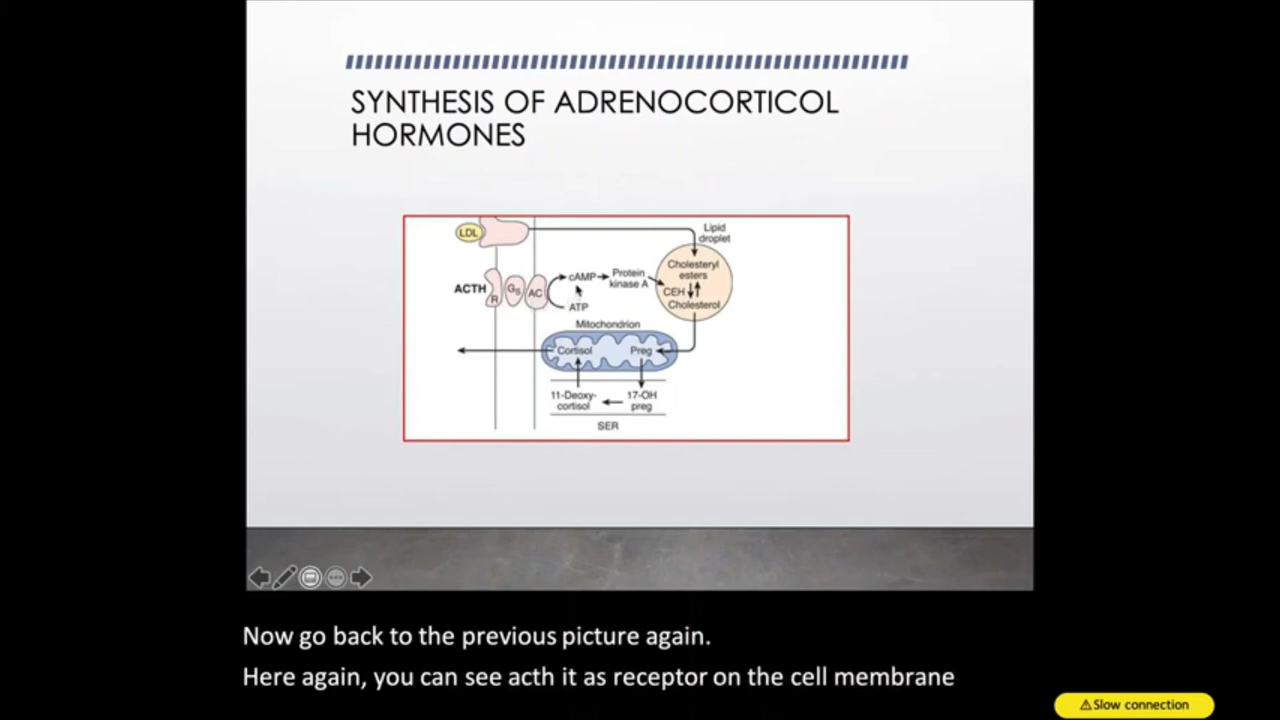 SYNTHESIS OF ADRENOCORTICOL
HORMONES
LDL
Lipid
droplet
Cholesteryl
esters
CEH
Cholesterol
ACTH
R
Gs
AC
cAMP
Protein
kinase A
ATP
Mitochondrion
Cortisol
Preg
11-Deoxy-
cortisol
17-OH
preg
SER
Now go back to the previous picture again.
Here again, you can see acth it as receptor on the cell membrane
⚠Slow connection